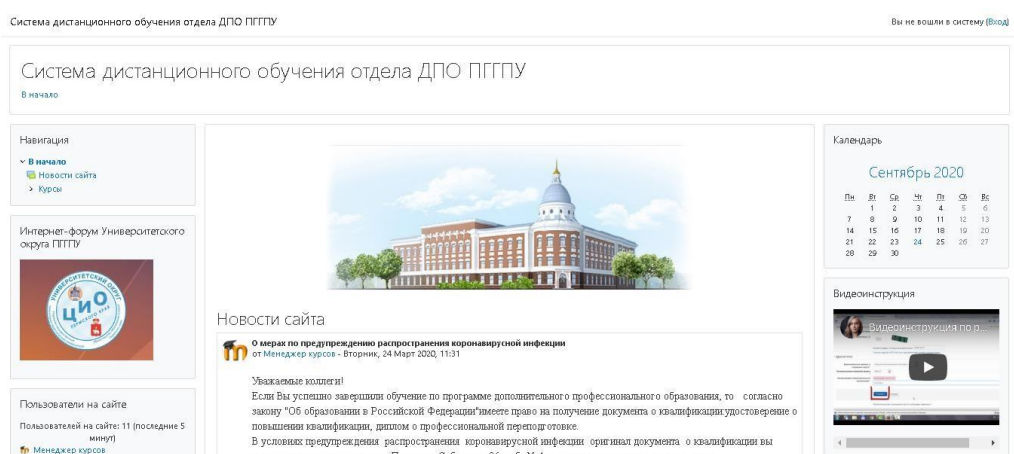 Система дистанционного обучения отдела ДПО ПГГПУ
Вы не вошли в систему (Вход)
Система дистанционного обучения отдела ДПО ПГГПУ
В начало
Навигация
В начало
Новости сайта
Курсы
Интернет-форум Университетского
округа ПГГПУ
УНИВЕРСИТЕТСКИЙ ОКРУГ
ЦИО
ПЕРМСКОГО КРАЯ
Пользователи на сайте
Пользователей на сайте: 11 (последние 5
минут)
Менеджер курсов
Новости сайта
О мерах по предупреждению распространения коронавирусной инфекции
от Менеджер курсов - Вторник, 24 Март 2020, 11:31
Уважаемые коллеги!
Если Вы успешно завершили обучение по программе дополнительного профессионального образования, то согласно
закону "Об образовании в Российской Федерации"имеете право на получение документа о квалификации:удостоверение о
повышении квалификации, диплом о профессиональной переподготовке.
В условиях предупреждения распространения коронавирусной инфекции оригинал документа о квалификации вы
Календарь
Сентябрь 2020
Пн Вт Ср Чт Пт Сб Вс
1 2 3 4 5 6
7 8 9 10 11 12 13
14 15 16 17 18 19 20
21 22 23 24 25 26 27
28 29 30
Видеоинструкция
Видеоинструкция по р...